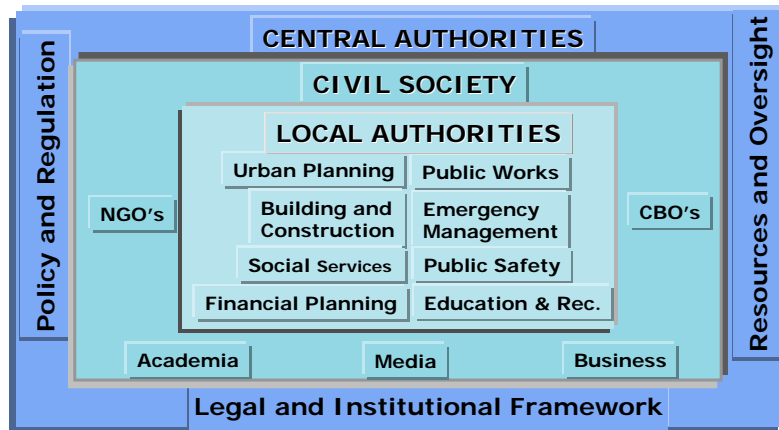 CENTRAL AUTHORITIES
Policy and Regulation
Resources and Oversight
CIVIL SOCIETY
LOCAL AUTHORITIES
Urban Planning
Public Works
NGO's
Building and
Construction
Emergency
Management
CBO's
Social Services
Public Safety
Financial Planning
Education & Rec.
Academia
Media
Business
Legal and Institutional Framework